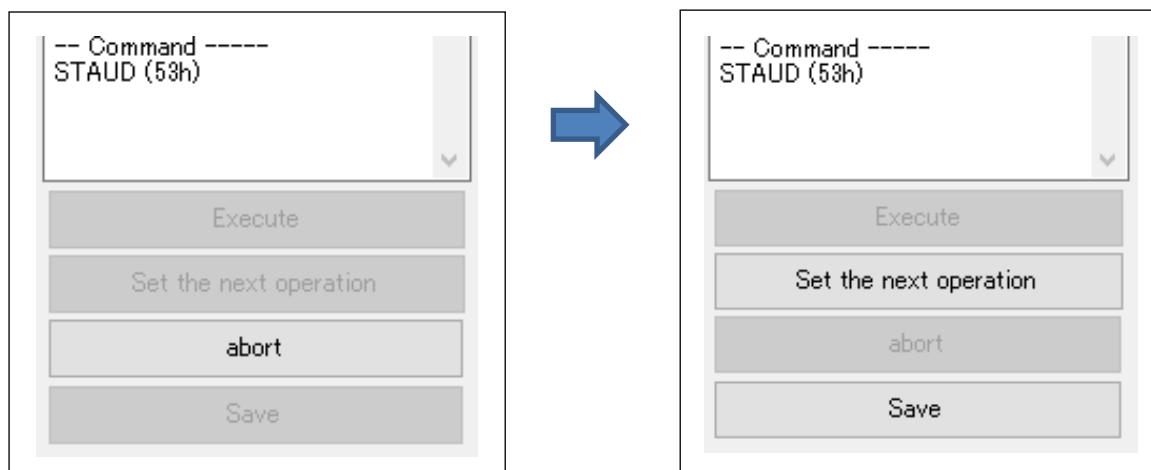 -- Command -----
STAUD (53h)
Execute
Set the next operation
abort
Save
-- Command -----
STAUD (53h)
Execute
Set the next operation
abort
Save